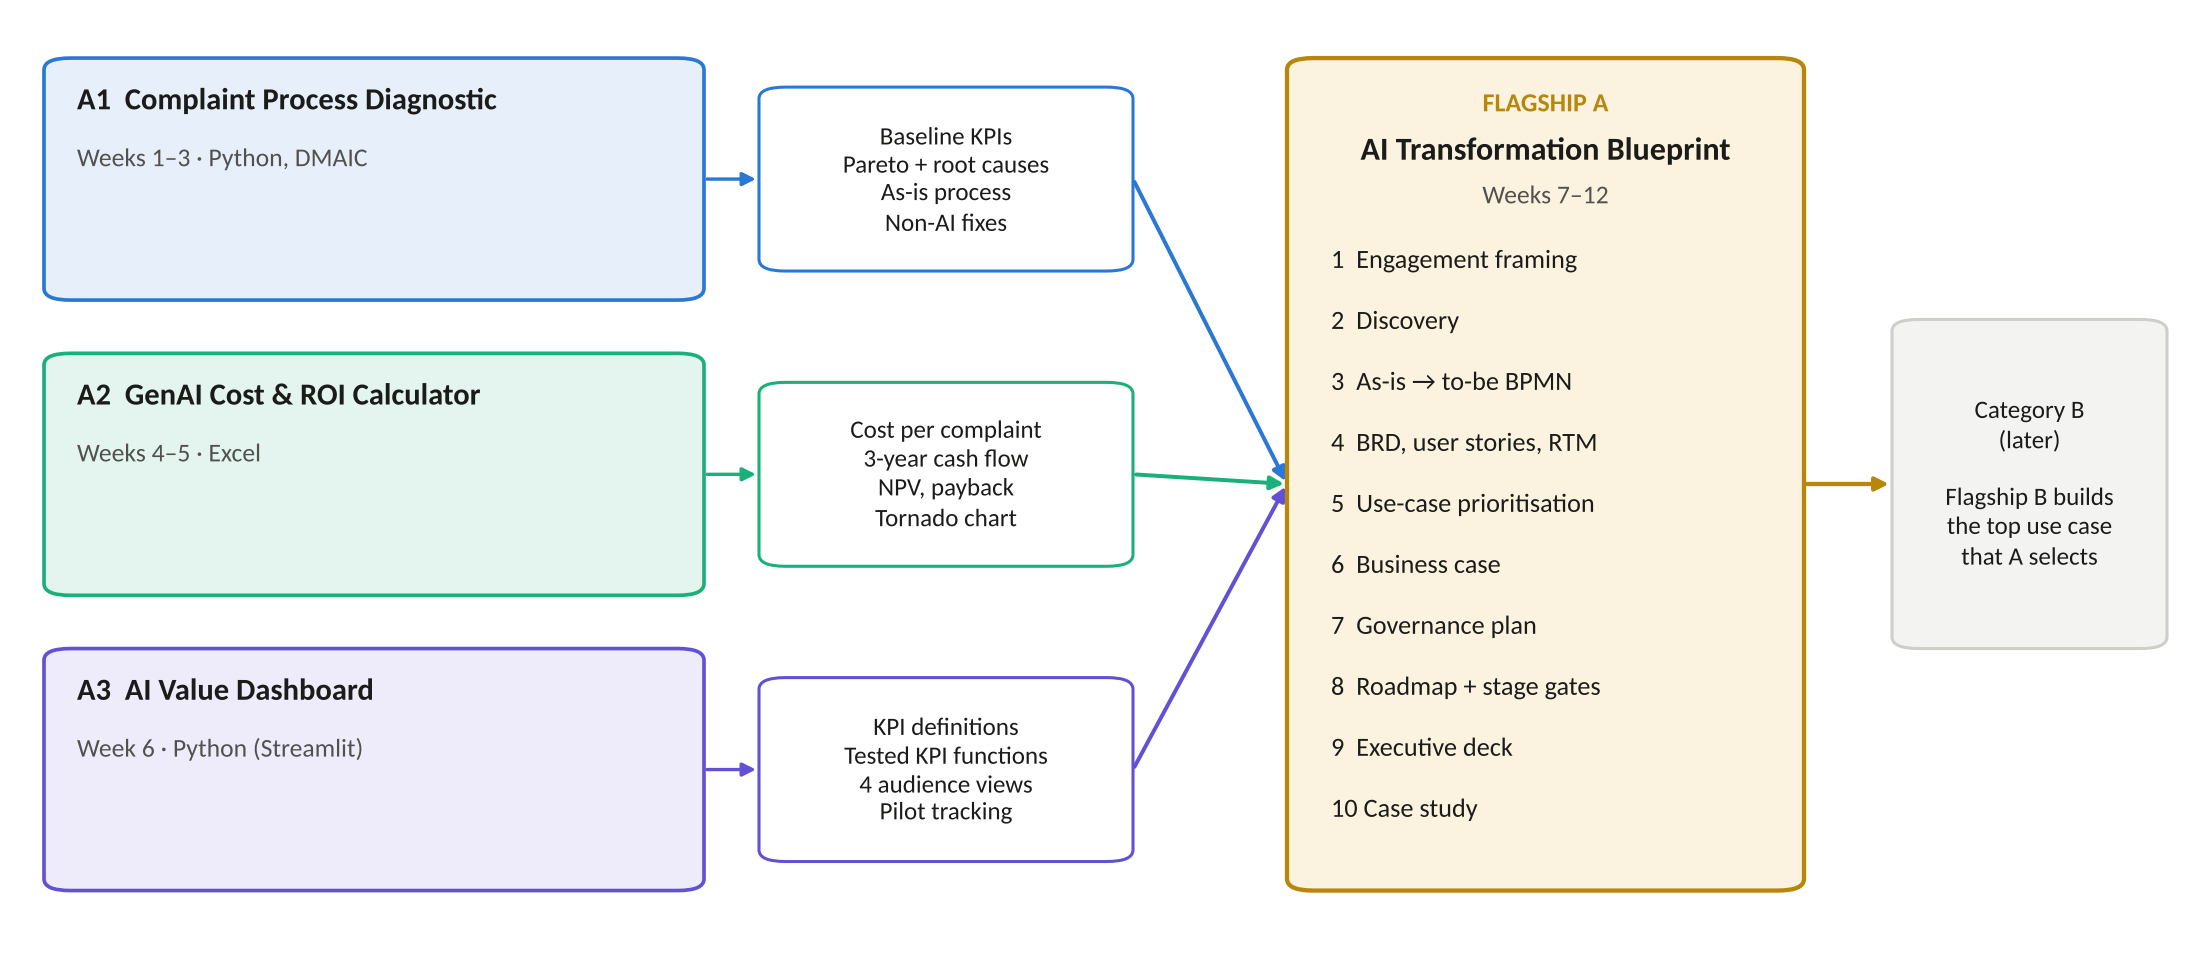 A1 Complaint Process Diagnostic
Weeks 1–3 · Python, DMAIC
Baseline KPIs
Pareto + root causes
As-is process
Non-AI fixes
A2 GenAI Cost & ROI Calculator
Weeks 4–5 · Excel
Cost per complaint
3-year cash flow
NPV, payback
Tornado chart
A3 AI Value Dashboard
Week 6 · Python (Streamlit)
KPI definitions
Tested KPI functions
4 audience views
Pilot tracking
FLAGSHIP A
AI Transformation Blueprint
Weeks 7–12
1 Engagement framing
2 Discovery
3 As-is → to-be BPMN
4 BRD, user stories, RTM
5 Use-case prioritisation
6 Business case
7 Governance plan
8 Roadmap + stage gates
9 Executive deck
10 Case study
Category B
(later)
Flagship B builds
the top use case
that A selects